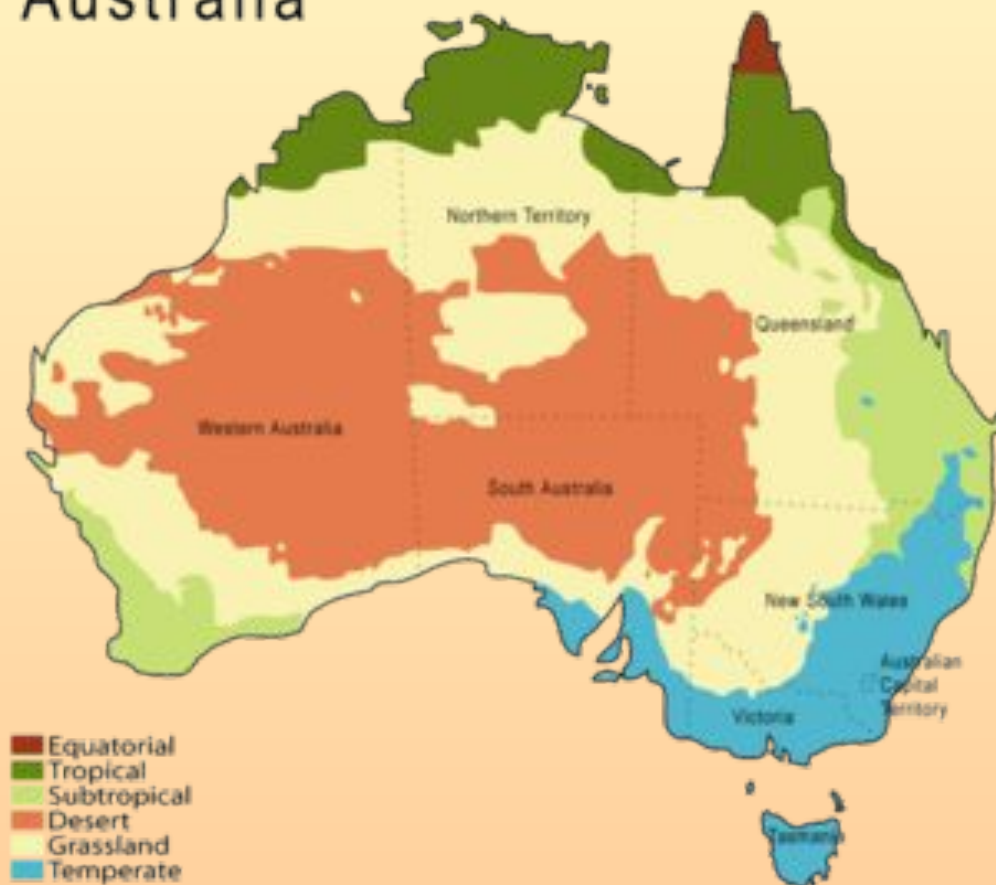 Australia
Northern Territory
Queensland
Western Australia
South Australia
New South Wales
Australian
Capital
Territory
Victoria
Equatorial
Tropical
Subtropical
Desert
Grassland
Temperate
Tasmania